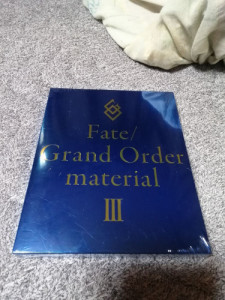 Fate/
Grand Order
material
III